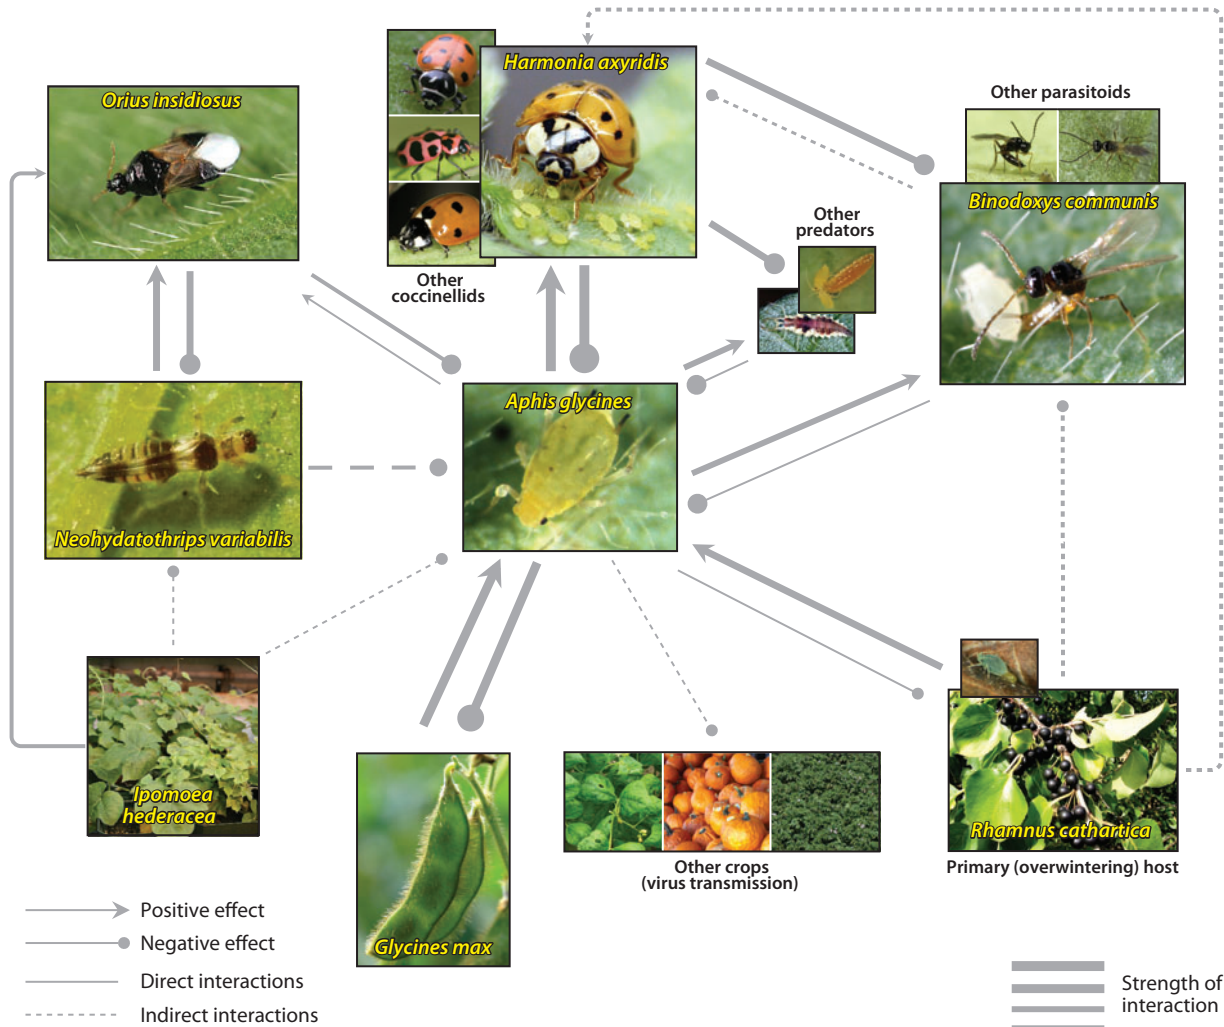 Harmonia axyridis
Orius insidiosus
Other parasitoids
Binodoxys communis
Other
predators
Other
coccinellids
Aphis glycines
Neohydatothrips variabilis
Ipomoea
hederacea
Rhamnus cathartica
Other crops
(virus transmission)
Primary (overwintering) host
Glycines max
Positive effect
Negative effect
Direct interactions
Indirect interactions
Strength of
interaction